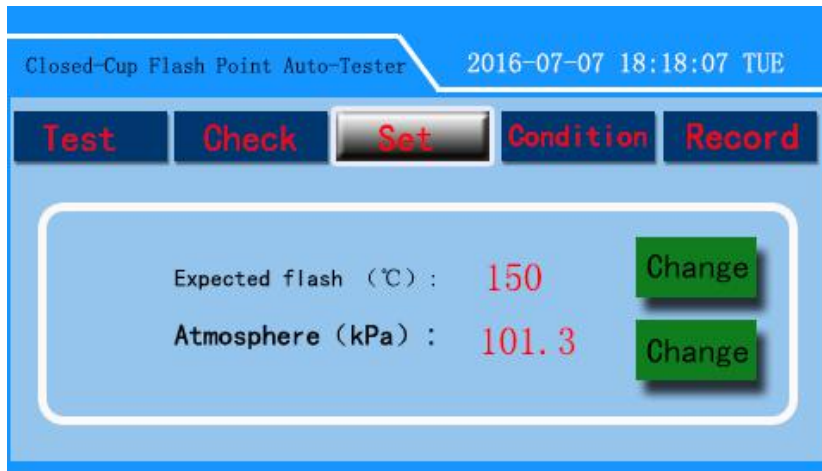 Closed-Cup Flash Point Auto-Tester
2016-07-07 18:18:07 TUE
Test Check Set Condition Record
Expected flash （℃）: 150 Change
Atmosphere（kPa）: 101.3 Change